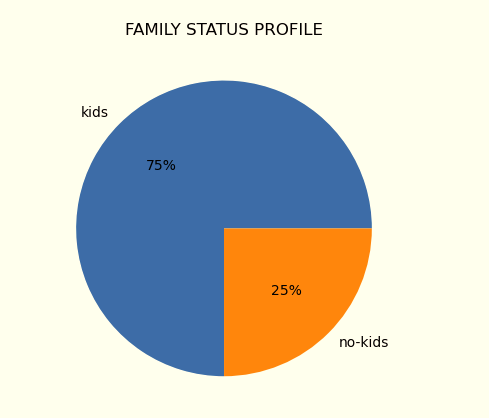 FAMILY STATUS PROFILE
kids
75%
25%
no-kids